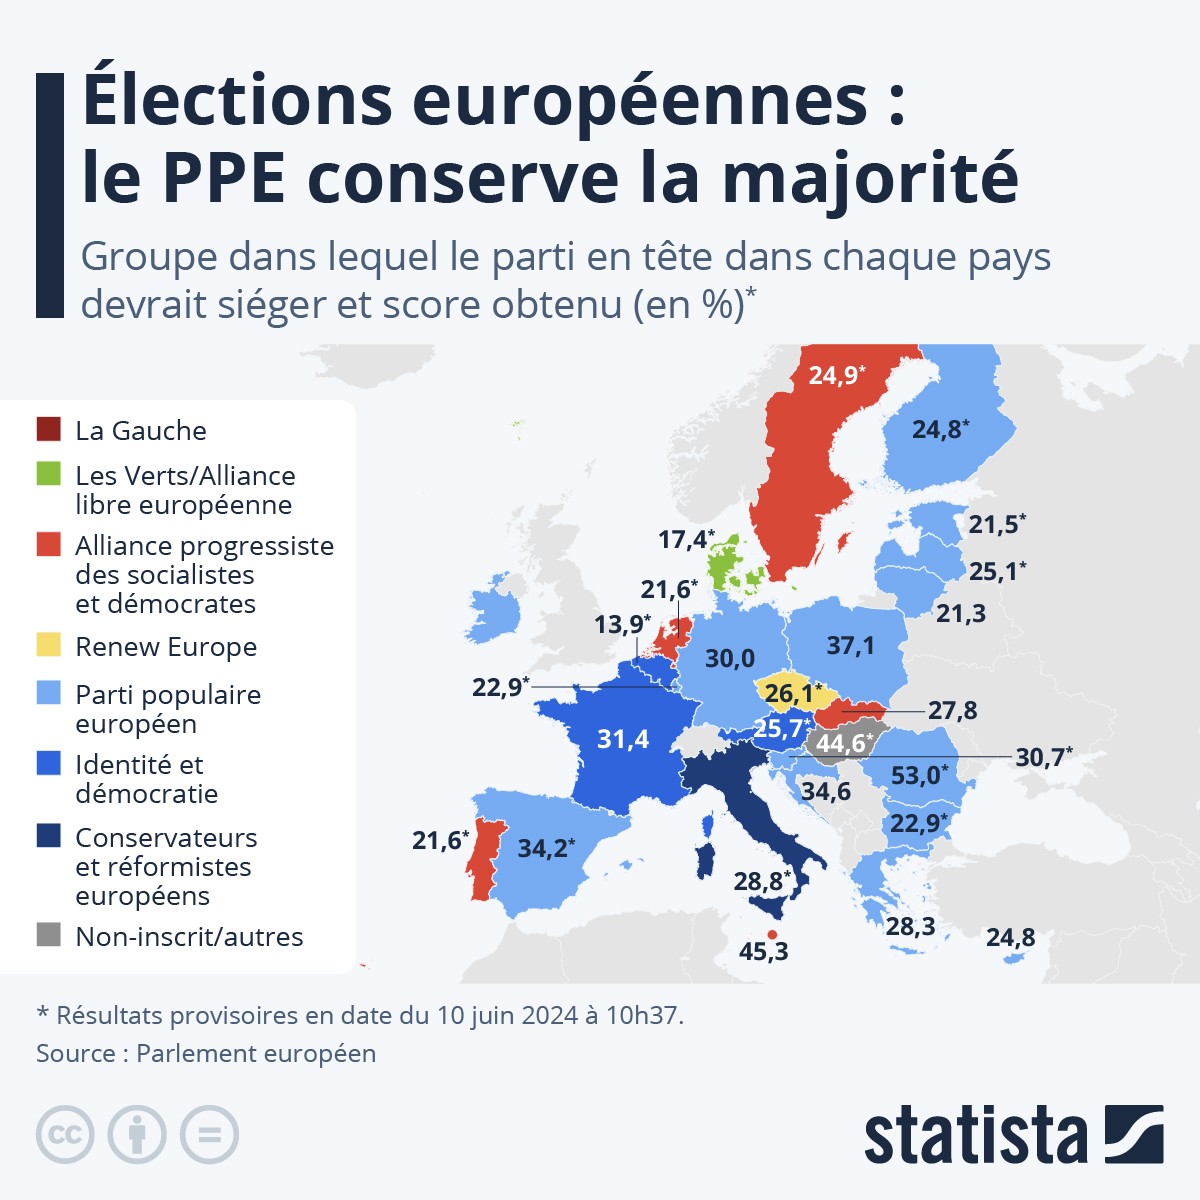 Élections européennes :
le PPE conserve la majorité
Groupe dans lequel le parti en tête dans chaque pays
devrait siéger et score obtenu (en %)*
La Gauche
Les Verts/Alliance
libre européenne
Alliance progressiste
des socialistes
et démocrates
Renew Europe
Parti populaire
européen
Identité et
démocratie
Conservateurs
et réformistes
européens
Non-inscrit/autres
24,9*
24,8*
21,5*
17,4*
25,1*
21,6*
21,3
13,9*
37,1
30,0
22,9*
26,1*
27,8
25,7*
31,4
44,6*
30,7*
53,0*
34,6
22,9*
21,6*
34,2*
28,8*
28,3
24,8
45,3
* Résultats provisoires en date du 10 juin 2024 à 10h37.
Source : Parlement européen
cc
statista